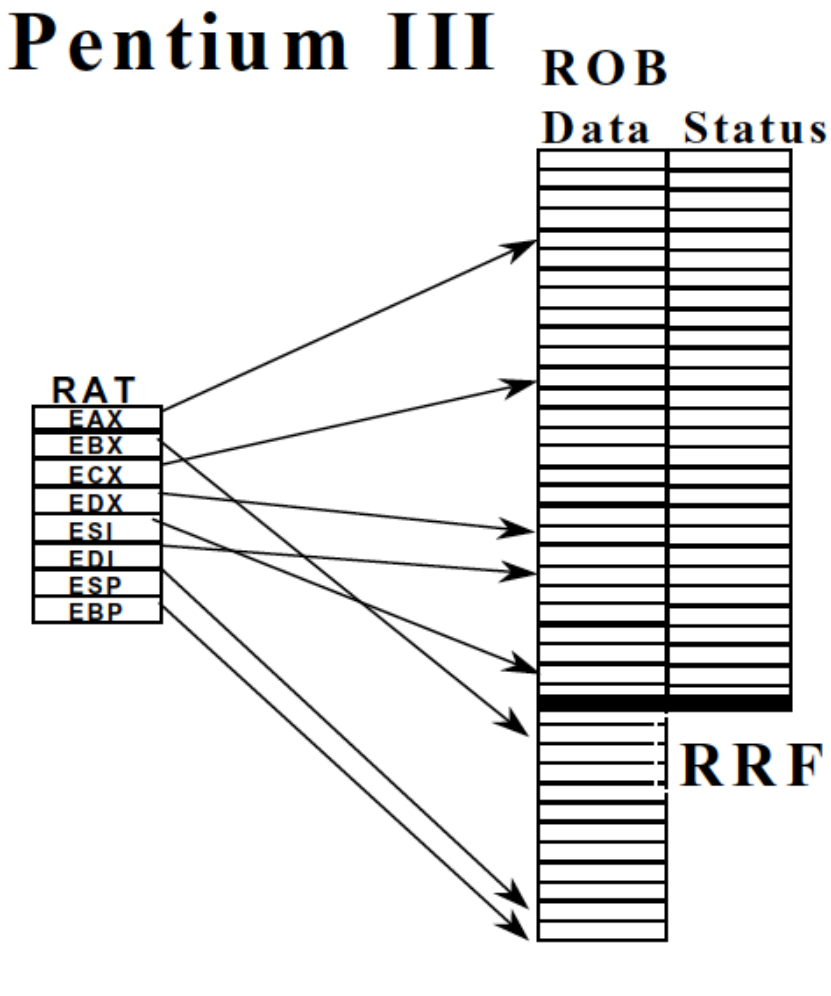 Pentium III
ROB
Data Status
RAT
EAX
EBX
ECX
EDX
ESI
EDI
ESP
EBP
RRF